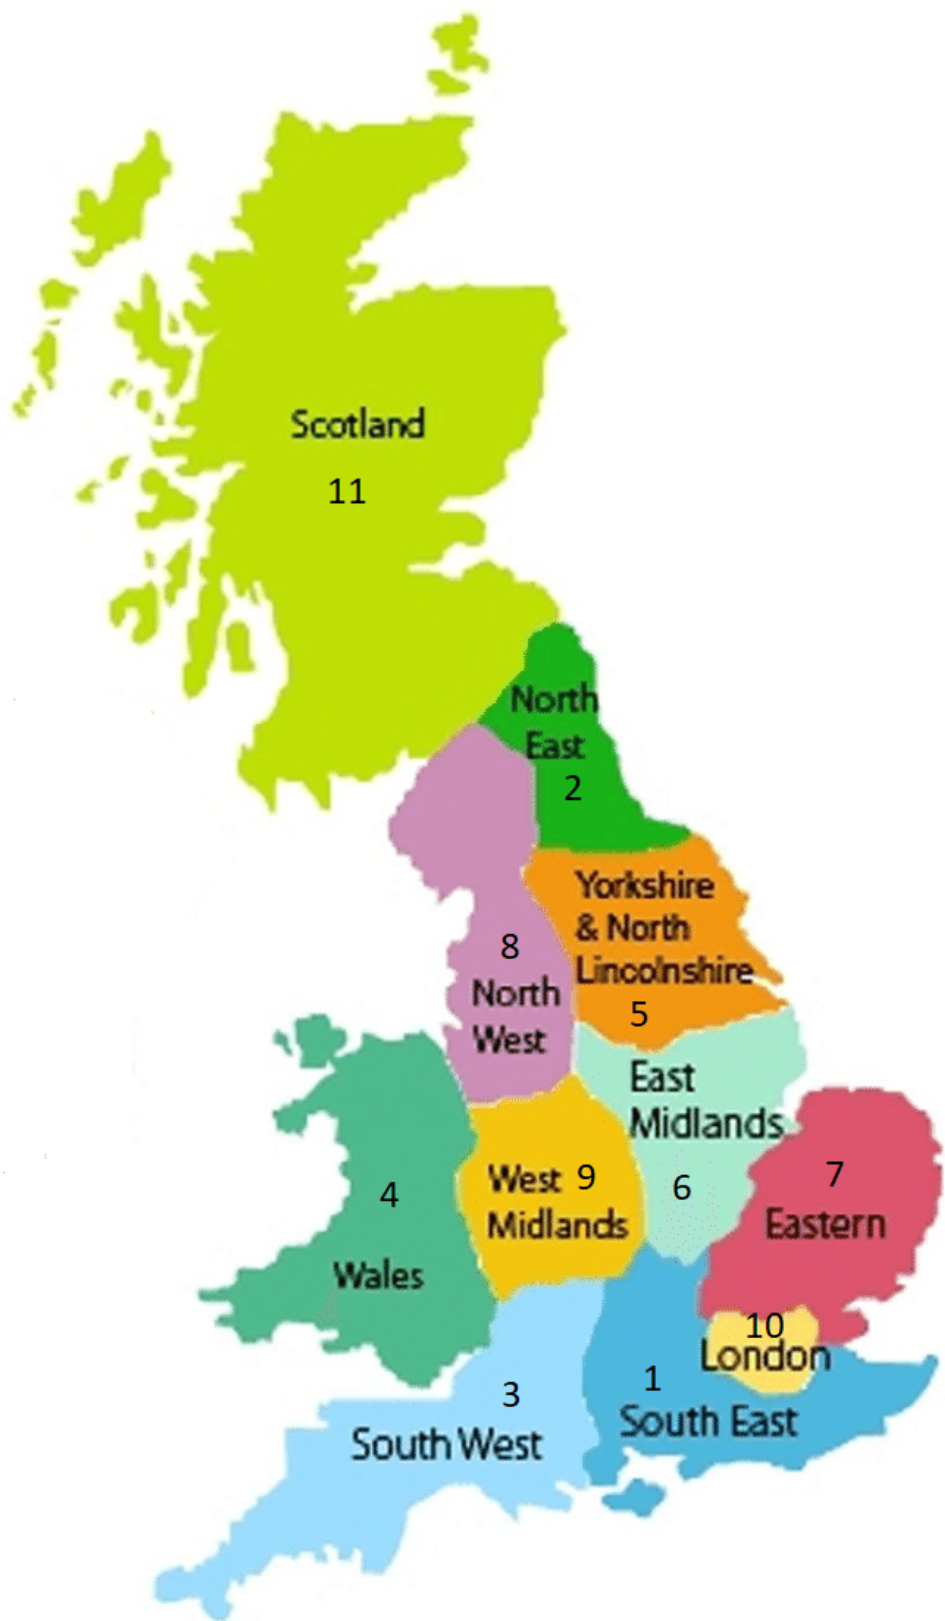 Scotland
11
North
East
2
Yorkshire
& North
Lincolnshire
5
8
North
West
East
Midlands
6
West 9
Midlands
7
Eastern
4
Wales
10
London
1
South East
3
South West